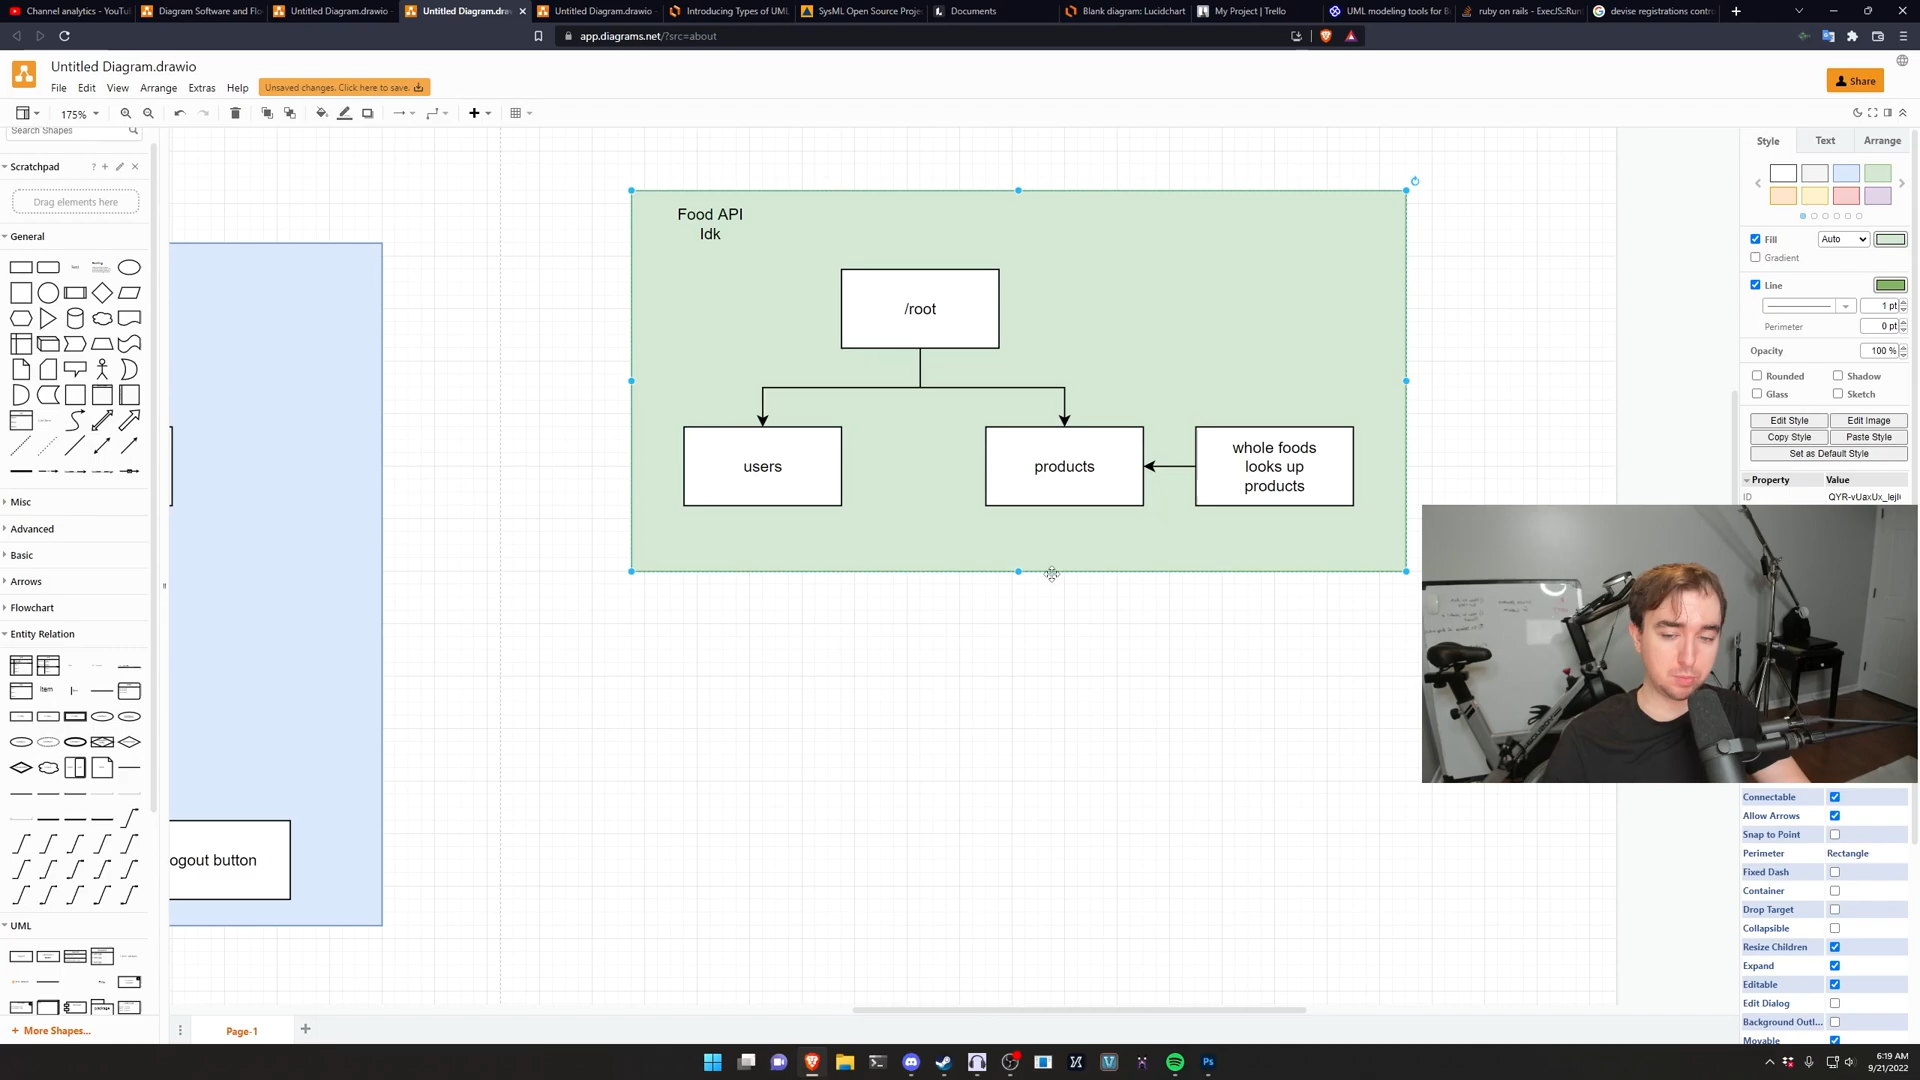 Channel analytics - YouTu
Diagram Software and Flo
Untitled Diagram.drawio
Untitled Diagram.draw
Untitled Diagram.drawio
Introducing Types of UML
SysML Open Source Proje
Documents
Blank diagram: Lucidchart
My Project | Trello
UML modeling tools for B
ruby on rails - ExecJS::Run
devise registrations contr
app.diagrams.net/?src=about
Untitled Diagram.drawio
File Edit View Arrange Extras Help
Unsaved changes. Click here to save.
Share
175%
Search Shapes
Scratchpad
Drag elements here
General
Misc
Advanced
Basic
Arrows
Flowchart
Entity Relation
Item
UML
package
+ More Shapes...
Food API
Idk
/root
users
products
whole foods
looks up
products
ogout button
Page-1
Style Text Arrange
Fill Auto
Gradient
Line
1 pt
Perimeter 0 pt
Opacity 100 %
Rounded Shadow
Glass Sketch
Edit Style Edit Image
Copy Style Paste Style
Set as Default Style
Property Value
ID
Connectable
Allow Arrows
Snap to Point
Perimeter Rectangle
Fixed Dash
Container
Drop Target
Collapsible
Resize Children
Expand
Editable
Edit Dialog
Background Outl...
Movable
6:19 AM
9/21/2022